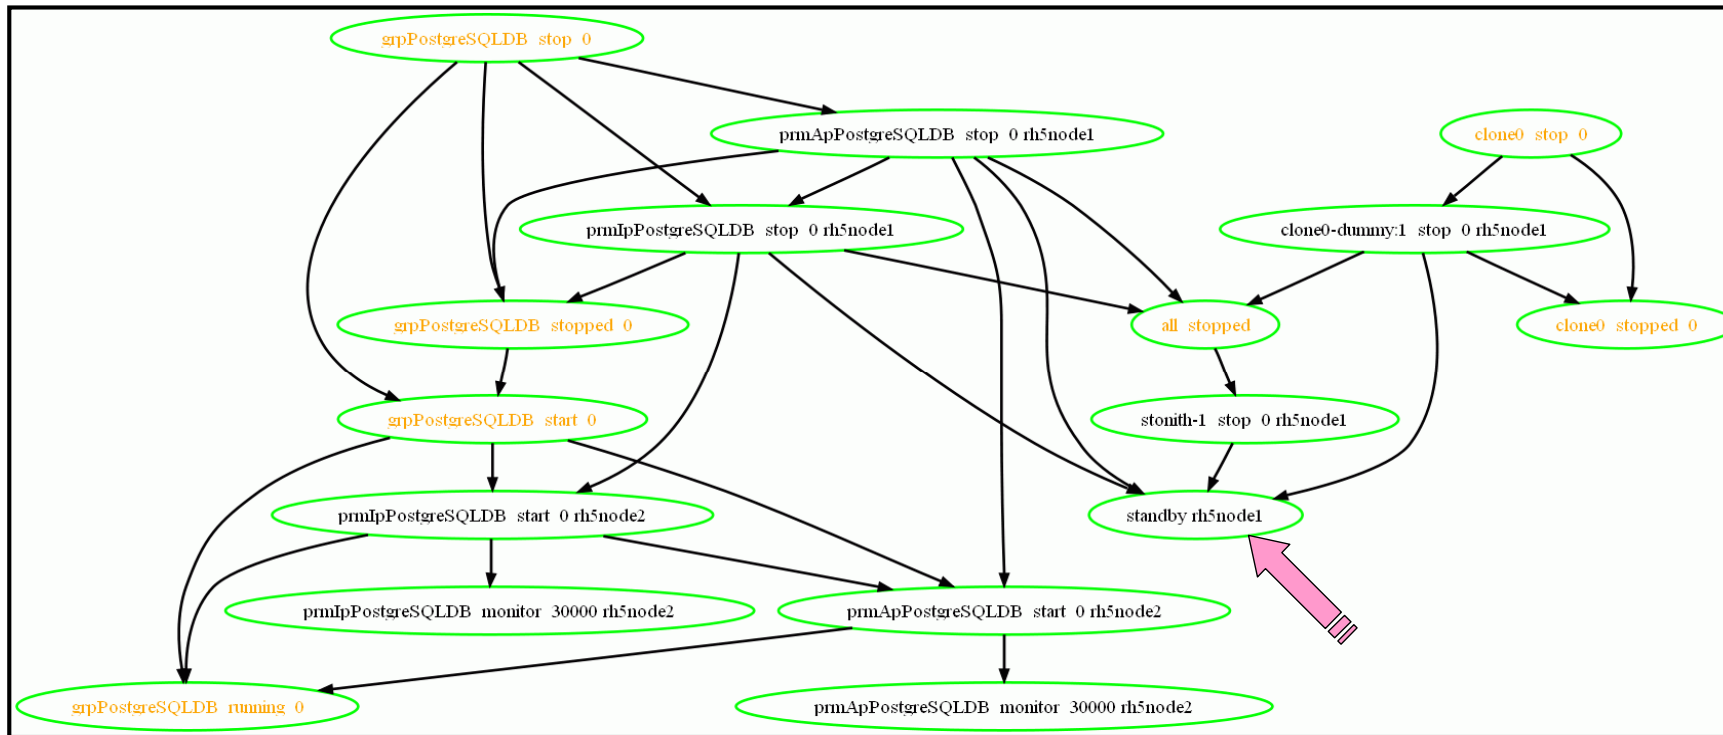 grpPostgreSQLDB stop 0
prmApPostgreSQLDB stop 0 rh5node1
clone0 stop 0
prmIpPostgreSQLDB stop 0 rh5node1
clone0-dummy:1 stop 0 rh5node1
grpPostgreSQLDB stopped 0
all stopped
clone0 stopped 0
grpPostgreSQLDB start 0
stonith-1 stop 0 rh5node1
prmIpPostgreSQLDB start 0 rh5node2
standby rh5node1
prmIpPostgreSQLDB monitor 30000 rh5node2
prmApPostgreSQLDB start 0 rh5node2
grpPostgreSQLDB running 0
prmApPostgreSQLDB monitor 30000 rh5node2